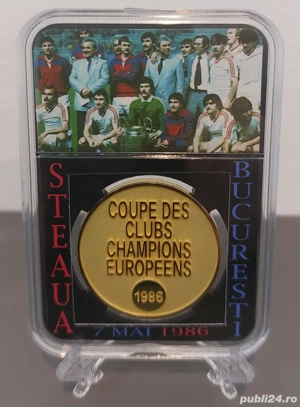 STEAUA
BUCURESTI
COUPE DES
CLUBS
CHAMPIONS
EUROPEENS
1986
7 MAI 1986
publi24.ro